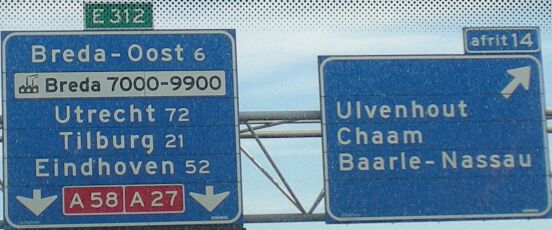 E 312
Breda-Oost 6
Breda 7000-9900
Utrecht 72
Tilburg 21
Eindhoven 52
A 58 A 27
afrit 14
Ulvenhout
Chaam
Baarle-Nassau